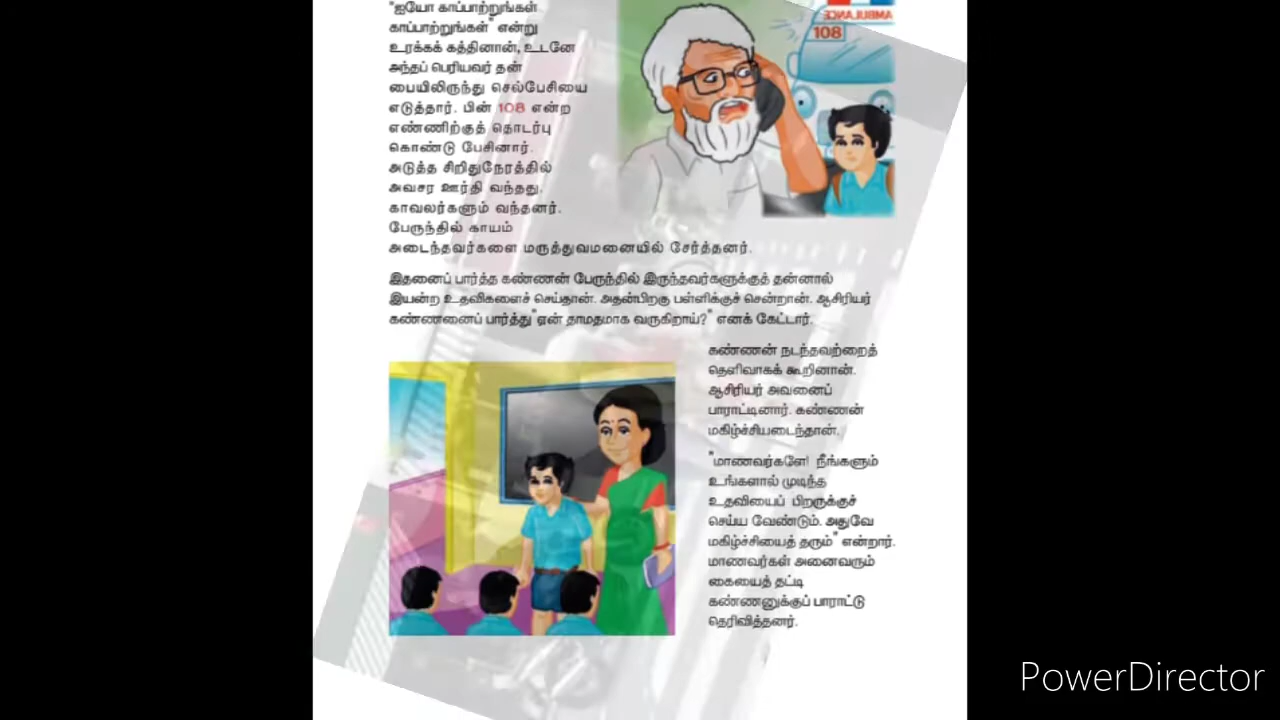 "ஐயோ காப்பாற்றுங்கள்
காப்பாற்றுங்கள்" என்று
உரக்கக் கத்தினான், உடனே
அந்தப் பெரியவர் தன்
பையிலிருந்து செல்பேசியை
எடுத்தார். பின் 108 என்ற
எண்ணிற்குத் தொடர்பு
கொண்டு பேசினார்.
அடுத்த சிறிதுநேரத்தில்
அவசர ஊர்தி வந்தது.
காவலர்களும் வந்தனர்.
பேருந்தில் காயம்
அடைந்தவர்களை மருத்துவமனையில் சேர்த்தனர்.
AMBULANCE
108
இதனைப் பார்த்த கண்ணன் பேருந்தில் இருந்தவர்களுக்குத் தன்னால்
இயன்ற உதவிகளைச் செய்தான். அதன்பிறகு பள்ளிக்குச் சென்றான். ஆசிரியர்
கண்ணனைப் பார்த்து"ஏன் தாமதமாக வருகிறாய்?" எனக் கேட்டார்.
கண்ணன் நடந்தவற்றைத்
தெளிவாகக் கூறினான்.
ஆசிரியர் அவனைப்
பாராட்டினார். கண்ணன்
மகிழ்ச்சியடைந்தான்.
"மாணவர்களே! நீங்களும்
உங்களால் முடிந்த
உதவியைப் பிறருக்குச்
செய்ய வேண்டும். அதுவே
மகிழ்ச்சியைத் தரும்" என்றார்.
மாணவர்கள் அனைவரும்
கையைத் தட்டி
கண்ணனுக்குப் பாராட்டு
தெரிவித்தனர்.
PowerDirector